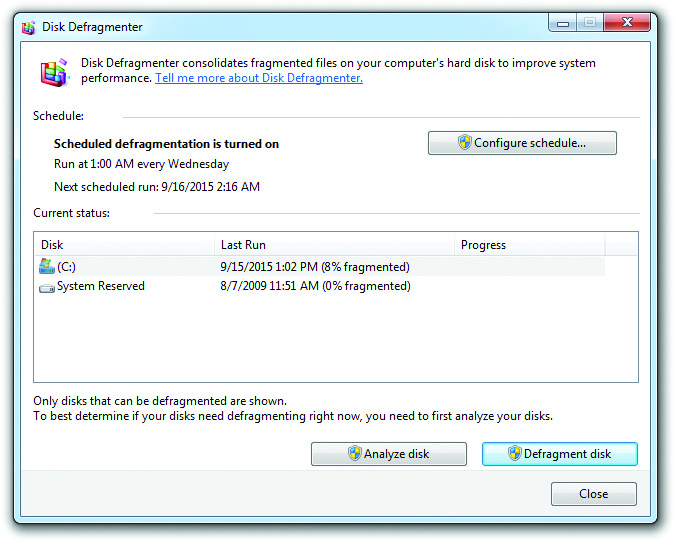 Disk Defragmenter
Disk Defragmenter consolidates fragmented files on your computer's hard disk to improve system
performance. Tell me more about Disk Defragmenter.
Schedule:
Scheduled defragmentation is turned on
Configure schedule...
Run at 1:00 AM every Wednesday
Next scheduled run: 9/16/2015 2:16 AM
Current status:
Disk Last Run Progress
(C:) 9/15/2015 1:02 PM (8% fragmented)
System Reserved 8/7/2009 11:51 AM (0% fragmented)
Only disks that can be defragmented are shown.
To best determine if your disks need defragmenting right now, you need to first analyze your disks.
Analyze disk Defragment disk
Close